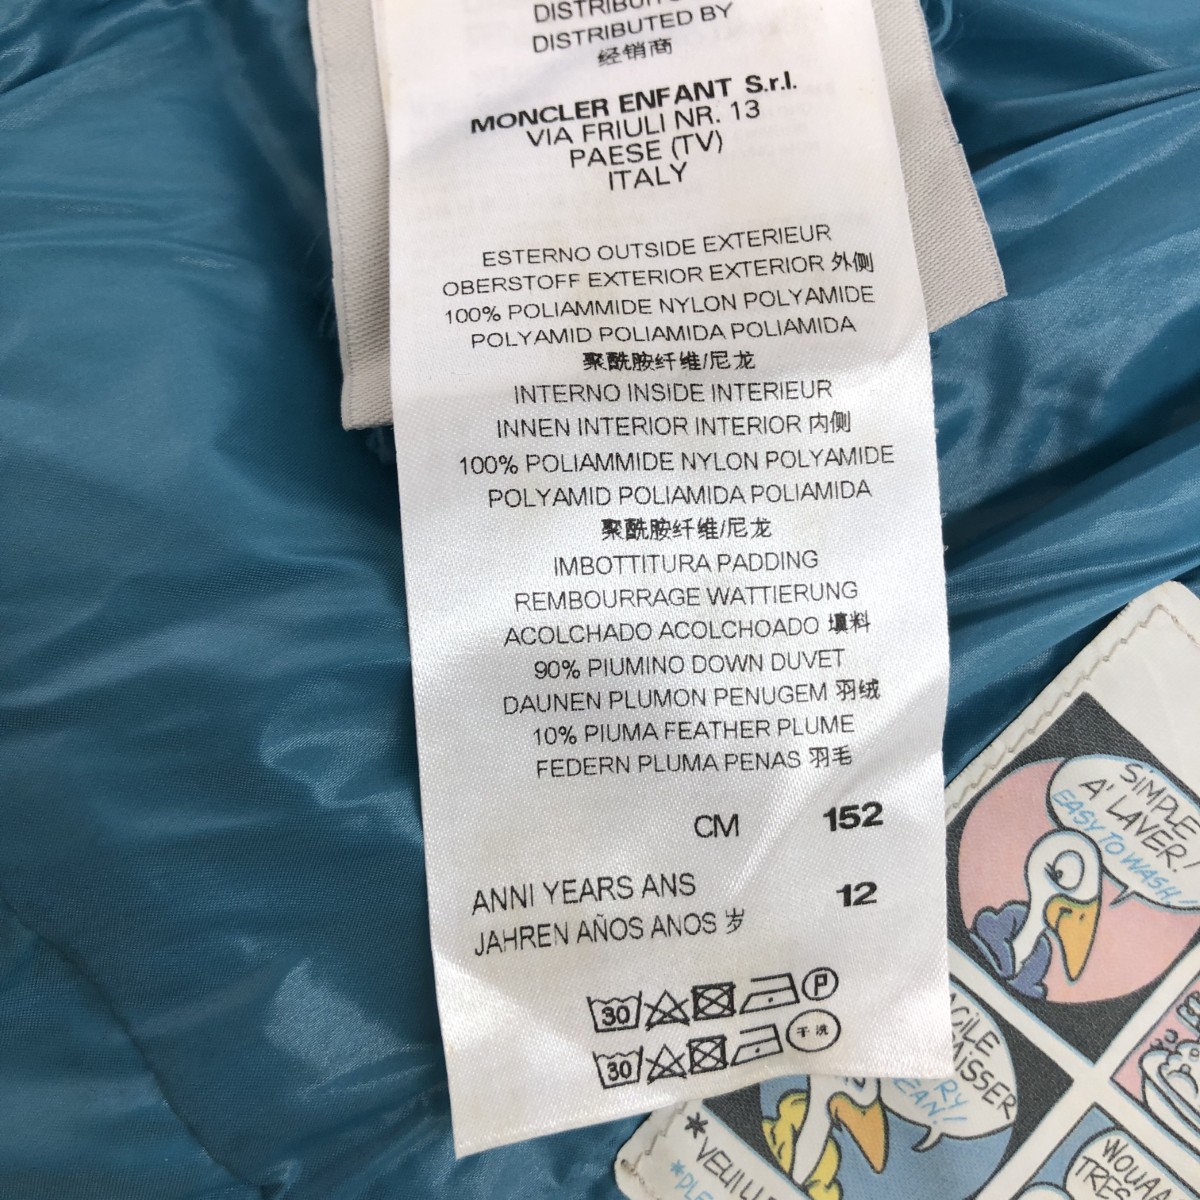 DISTRIBUTED BY
经销商
MONCLER ENFANT S.r.l.
VIA FRIULI NR. 13
PAESE (TV)
ITALY
ESTERNO OUTSIDE EXTERIEUR
OBERSTOFF EXTERIOR EXTERIOR 外侧
100% POLIAMMIDE NYLON POLYAMIDE
POLYAMID POLIAMIDA POLIAMIDA
聚酰胺纤维/尼龙
INTERNO INSIDE INTERIEUR
INNEN INTERIOR INTERIOR 内侧
100% POLIAMMIDE NYLON POLYAMIDE
POLYAMID POLIAMIDA POLIAMIDA
聚酰胺纤维/尼龙
IMBOTTITURA PADDING
REMBOURRAGE WATTIERUNG
ACOLCHADO ACOLCHOADO 填料
90% PIUMINO DOWN DUVET
DAUNEN PLUMON PENUGEM 羽绒
10% PIUMA FEATHER PLUME
FEDERN PLUMA PENAS 羽毛
CM 152
ANNI YEARS ANS
JAHREN AÑOS ANOS 岁 12
30 P
30 干洗
SIMPLE
A' LAVER!
EASY TO WASH!